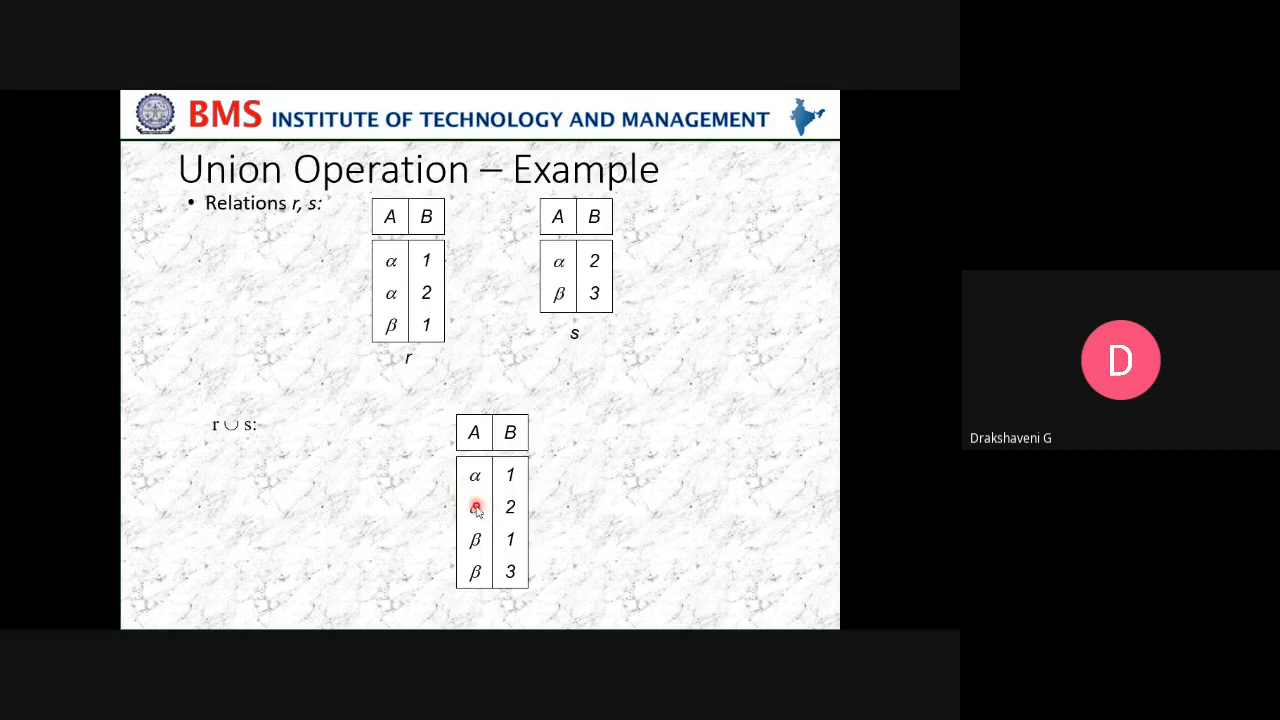 BMS INSTITUTE OF TECHNOLOGY AND MANAGEMENT
Union Operation – Example
• Relations r, s:
A B
α 1
α 2
β 1
r
A B
α 2
β 3
s
r ∪ s:
A B
α 1
2
β 1
β 3
D
Drakshaveni G